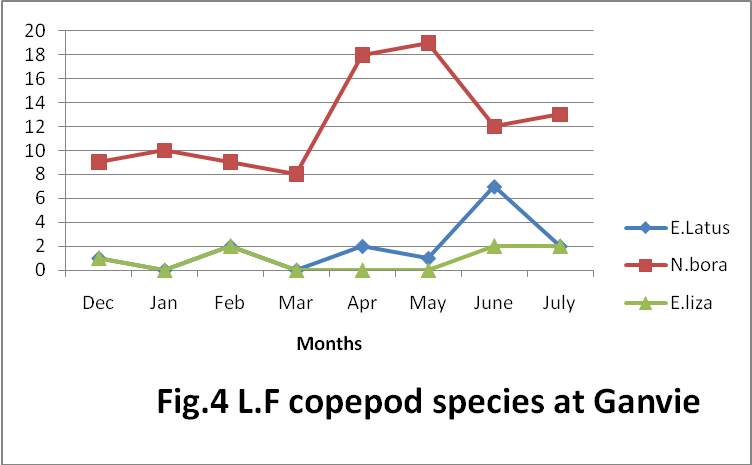 20
18
16
14
12
10
8
6
4
2
0
Dec Jan Feb Mar Apr May June July
Months
E.Latus
N.bora
E.liza
Fig.4 L.F copepod species at Ganvie